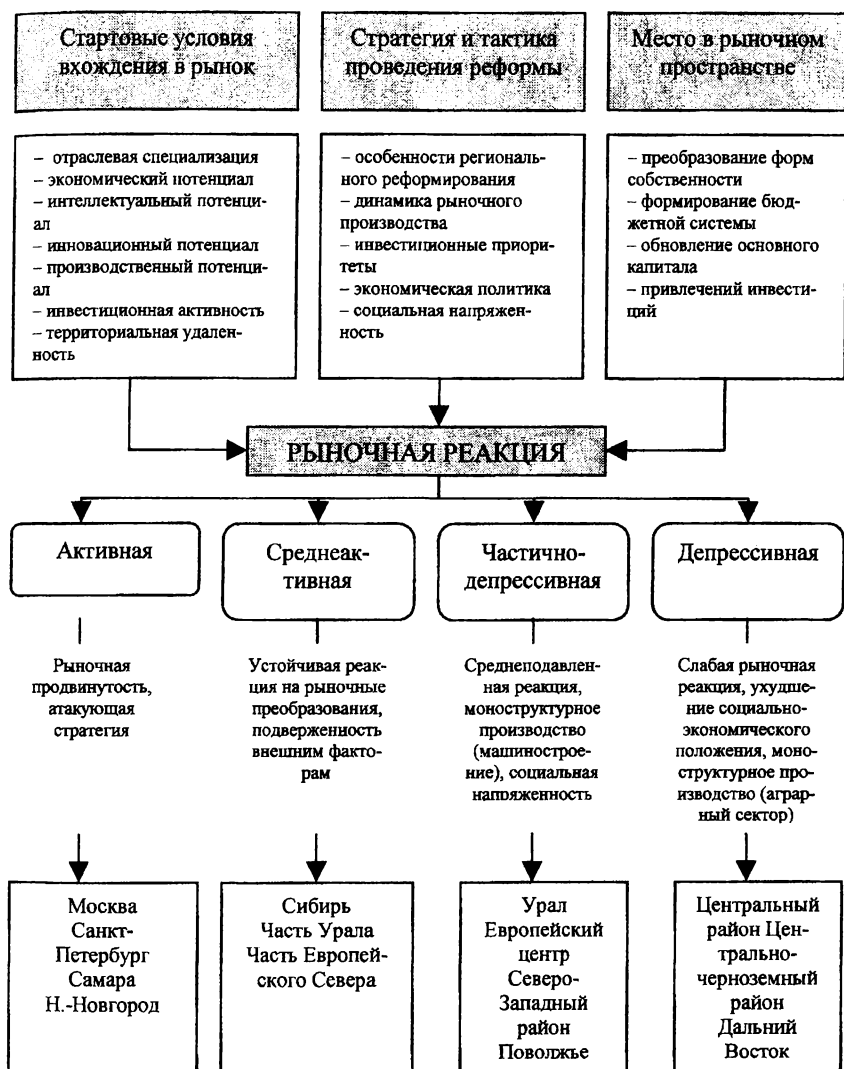 Стартовые условия
вхождения в рынок
Стратегия и тактика
проведения реформы
Место в рыночном
пространстве
– отраслевая специализация
– экономический потенциал
– интеллектуальный потенци-
ал
– инновационный потенциал
– производственный потенци-
ал
– инвестиционная активность
– территориальная удален-
ность
– особенности региональ-
ного реформирования
– динамика рыночного
производства
– инвестиционные приори-
теты
– экономическая политика
– социальная напряжен-
ность
– преобразование форм
собственности
– формирование бюд-
жетной системы
– обновление основного
капитала
– привлечений инвести-
ций
РЫНОЧНАЯ РЕАКЦИЯ
Активная
Среднеак-
тивная
Частично-
депрессивная
Депрессивная
Рыночная
продвинутость,
атакующая
стратегия
Устойчивая реак-
ция на рыночные
преобразования,
подверженность
внешним факто-
рам
Среднеподавлен-
ная реакция,
моноструктурное
производство
(машиностроe-
ние), социальная
напряженность
Слабая рыночная
реакция, ухудше-
ние социально-
экономического
положения, моно-
структурное про-
изводство (аграр-
ный сектор)
Москва
Санкт-
Петербург
Самара
Н.-Новгород
Сибирь
Часть Урала
Часть Европей-
ского Севера
Урал
Европейский
центр
Северо-
Западный
район
Поволжье
Центральный
район Цен-
трально-
черноземный
район
Дальний
Восток